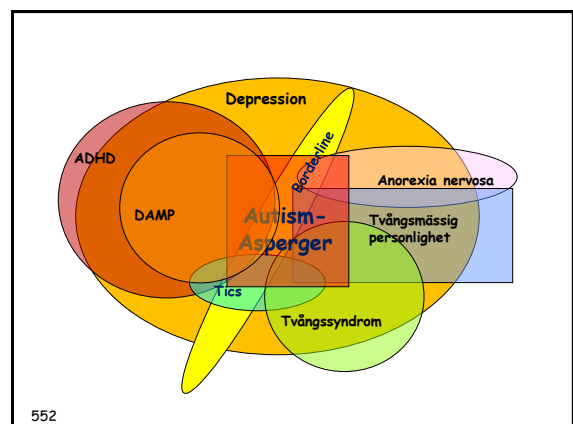 Depression
Borderline
ADHD
Anorexia nervosa
DAMP
Autism-
Asperger
Tvångsmässig
personlighet
Tics
Tvångssyndrom
552